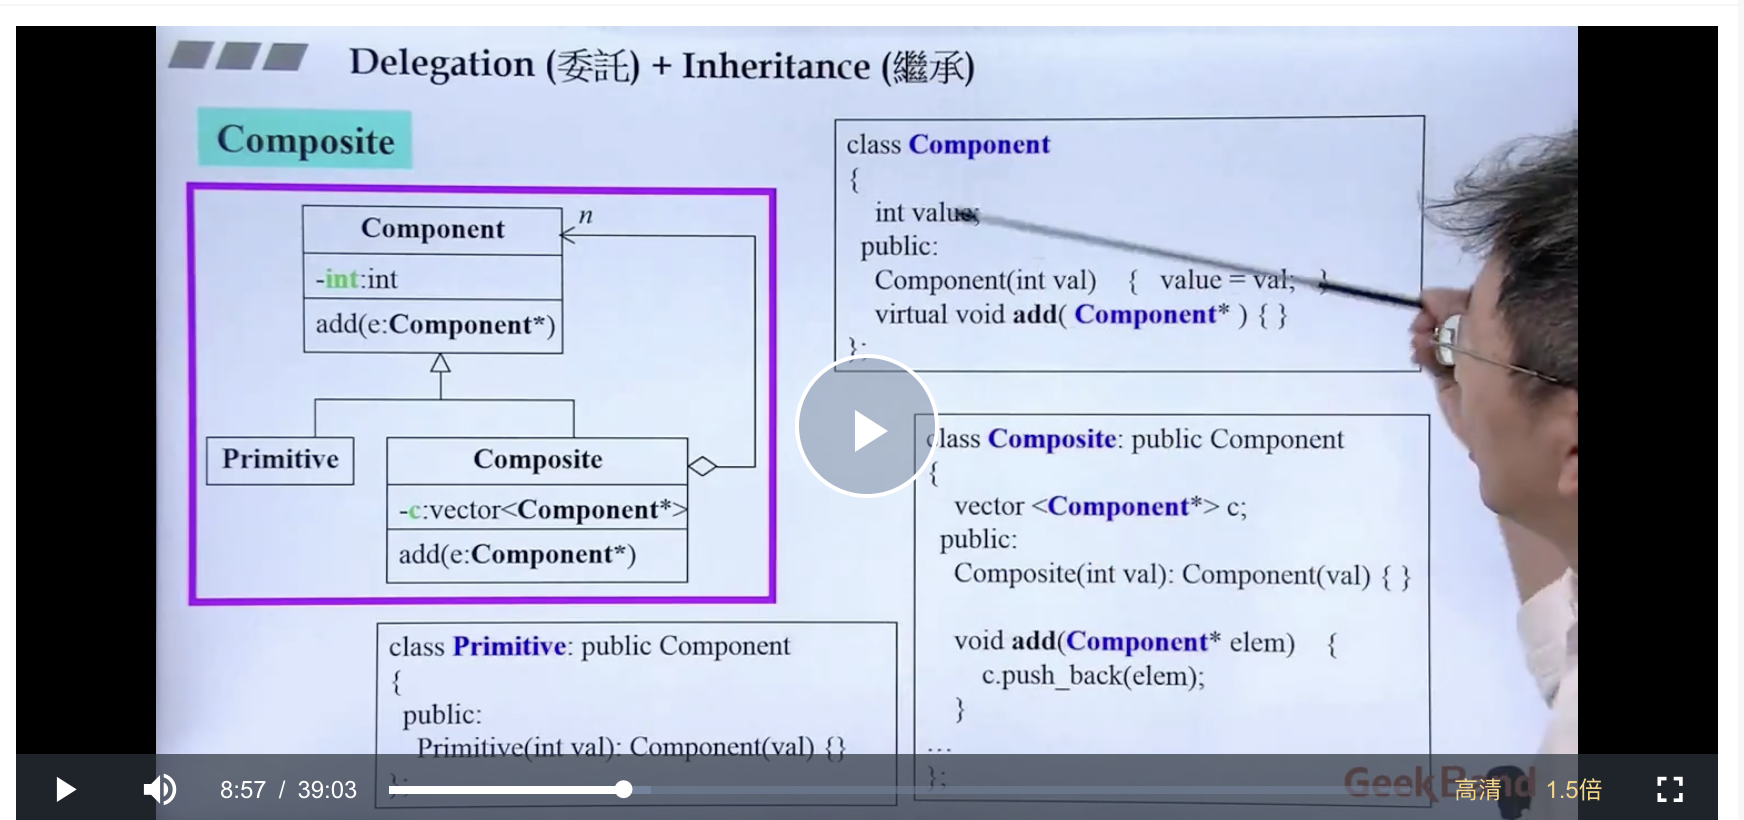 Delegation (委託) + Inheritance (繼承)
Composite
Component
n
-int:int
add(e:Component*)
Primitive
Composite
-c:vector<Component*>
add(e:Component*)
class Component
{
int value;
public:
Component(int val) { value = val; }
virtual void add( Component* ) { }
};
class Composite: public Component
{
vector <Component*> c;
public:
Composite(int val): Component(val) { }
void add(Component* elem) {
c.push_back(elem);
}
...
};
class Primitive: public Component
{
public:
Primitive(int val): Component(val) {}
};
GeekBand
8:57 / 39:03
高清
1.5倍